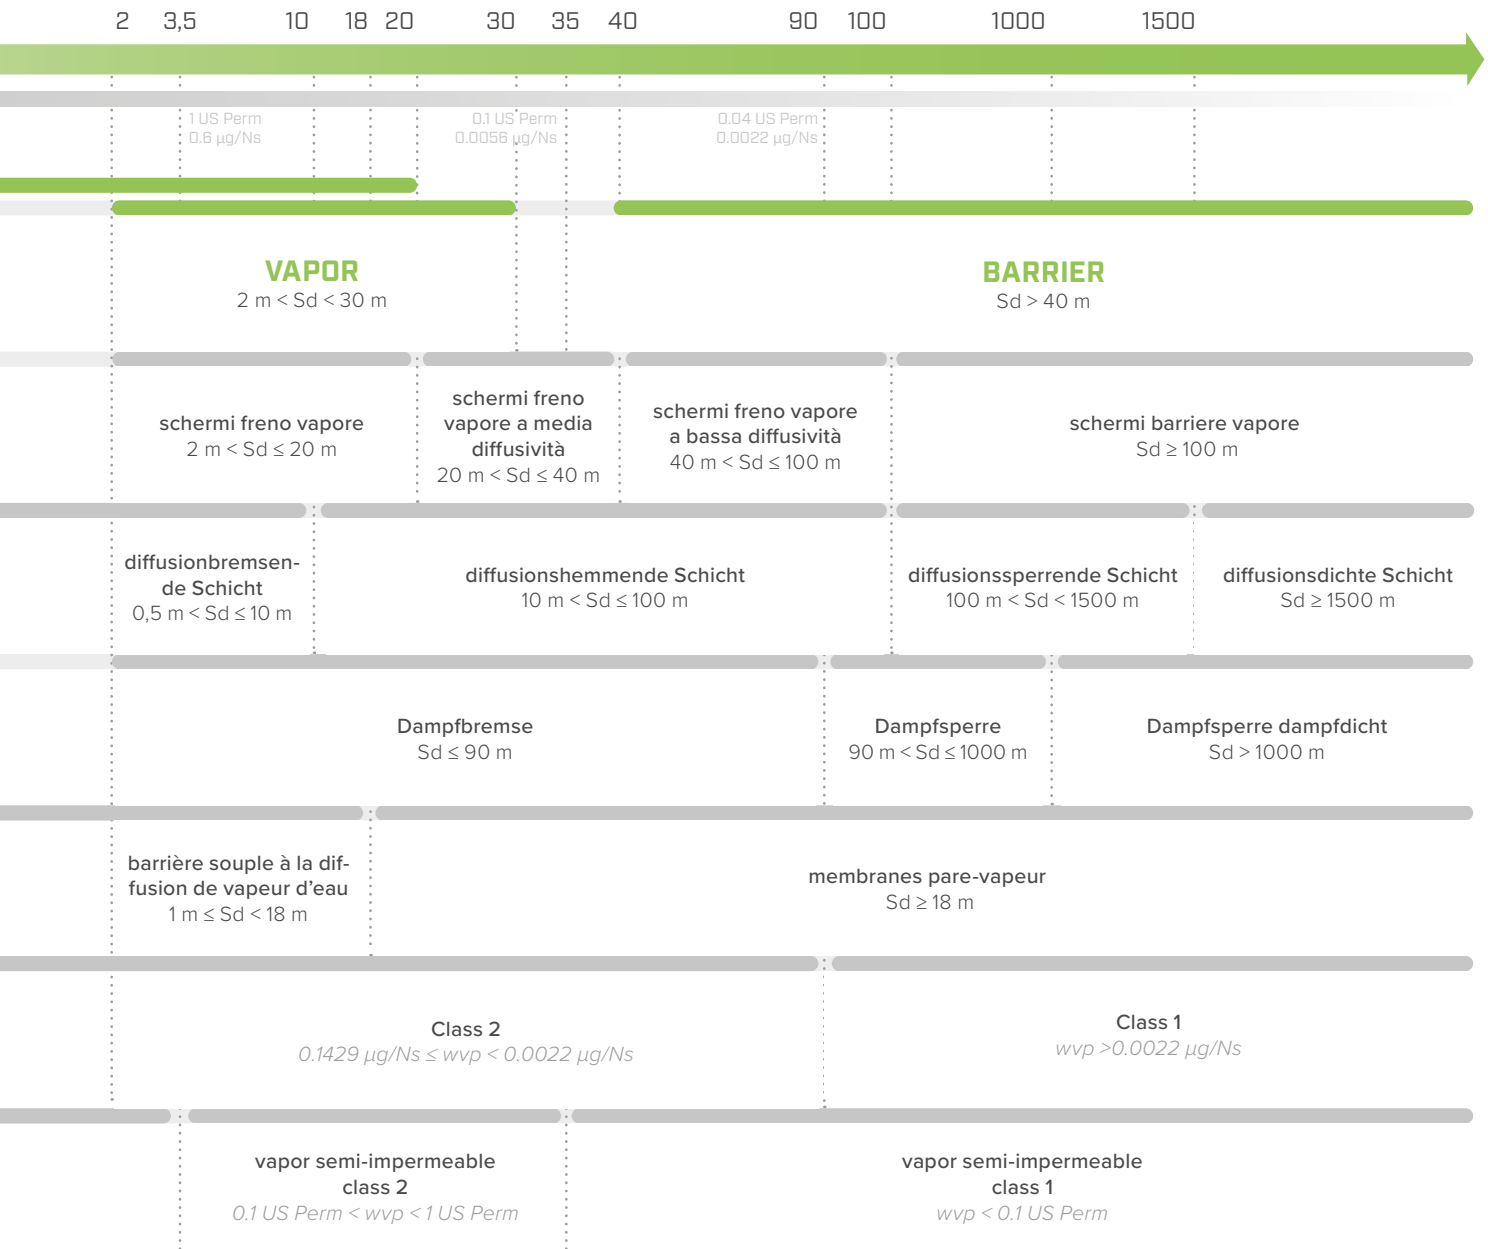 2 3,5 10 18 20 30 35 40 90 100 1000 1500
1 US Perm
0.6 µg/Ns
0.1 US Perm
0.0056 µg/Ns
0.04 US Perm
0.0022 µg/Ns
VAPOR
2 m < Sd < 30 m
BARRIER
Sd > 40 m
schermi freno vapore
2 m < Sd ≤ 20 m
schermi freno
vapore a media
diffusività
20 m < Sd ≤ 40 m
schermi freno vapore
a bassa diffusività
40 m < Sd ≤ 100 m
schermi barriere vapore
Sd ≥ 100 m
diffusionbremsen-
de Schicht
0,5 m < Sd ≤ 10 m
diffusionshemmende Schicht
10 m < Sd ≤ 100 m
diffusionssperrende Schicht
100 m < Sd < 1500 m
diffusionsdichte Schicht
Sd ≥ 1500 m
Dampfbremse
Sd ≤ 90 m
Dampfsperre
90 m < Sd ≤ 1000 m
Dampfsperre dampfdicht
Sd > 1000 m
barrière souple à la dif-
fusion de vapeur d’eau
1 m ≤ Sd < 18 m
membranes pare-vapeur
Sd ≥ 18 m
Class 2
0.1429 µg/Ns ≤ wvp < 0.0022 µg/Ns
Class 1
wvp >0.0022 µg/Ns
vapor semi-impermeable
class 2
0.1 US Perm < wvp < 1 US Perm
vapor semi-impermeable
class 1
wvp < 0.1 US Perm